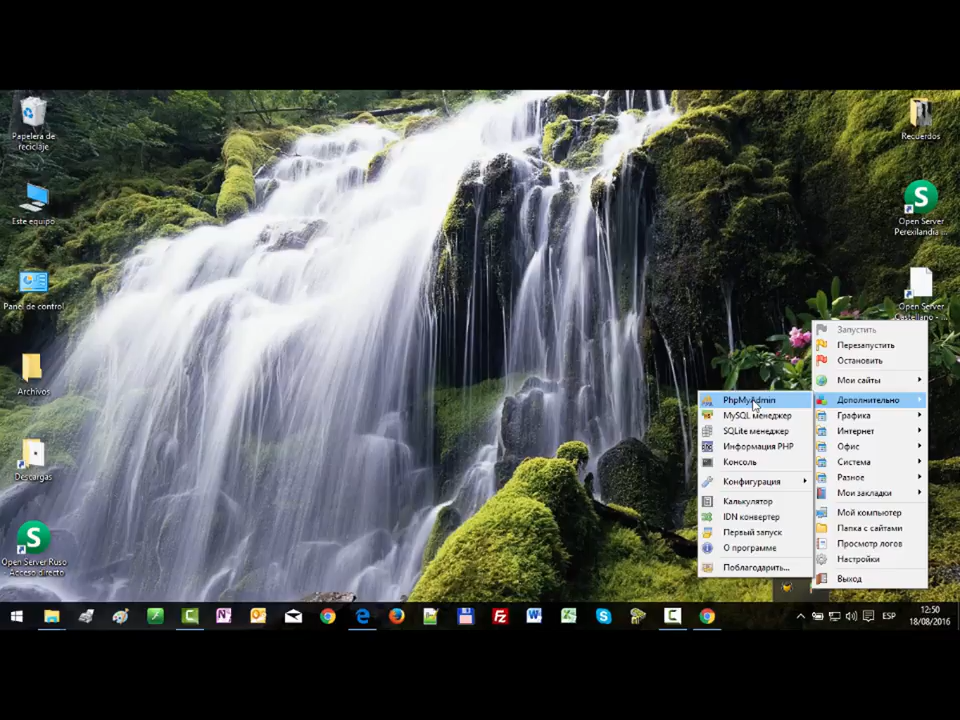 Papelera de
reciclaje
Este equipo
Panel de control
Archivos
Descargas
Open Server Ruso
- Acceso directo
Recuerdos
Open Server
Perexilandia ...
Open Server
Castellano - ...
PhpMyAdmin
MySQL менеджер
SQLite менеджер
Информация PHP
Консоль
Конфигурация
Калькулятор
IDN конвертер
Первый запуск
О программе
Поблагодарить...
Запустить
Перезапустить
Остановить
Мои сайты
Дополнительно
Графика
Интернет
Офис
Система
Разное
Мои закладки
Мой компьютер
Папка с сайтами
Просмотр логов
Настройки
Выход
ESP
12:50
18/08/2016